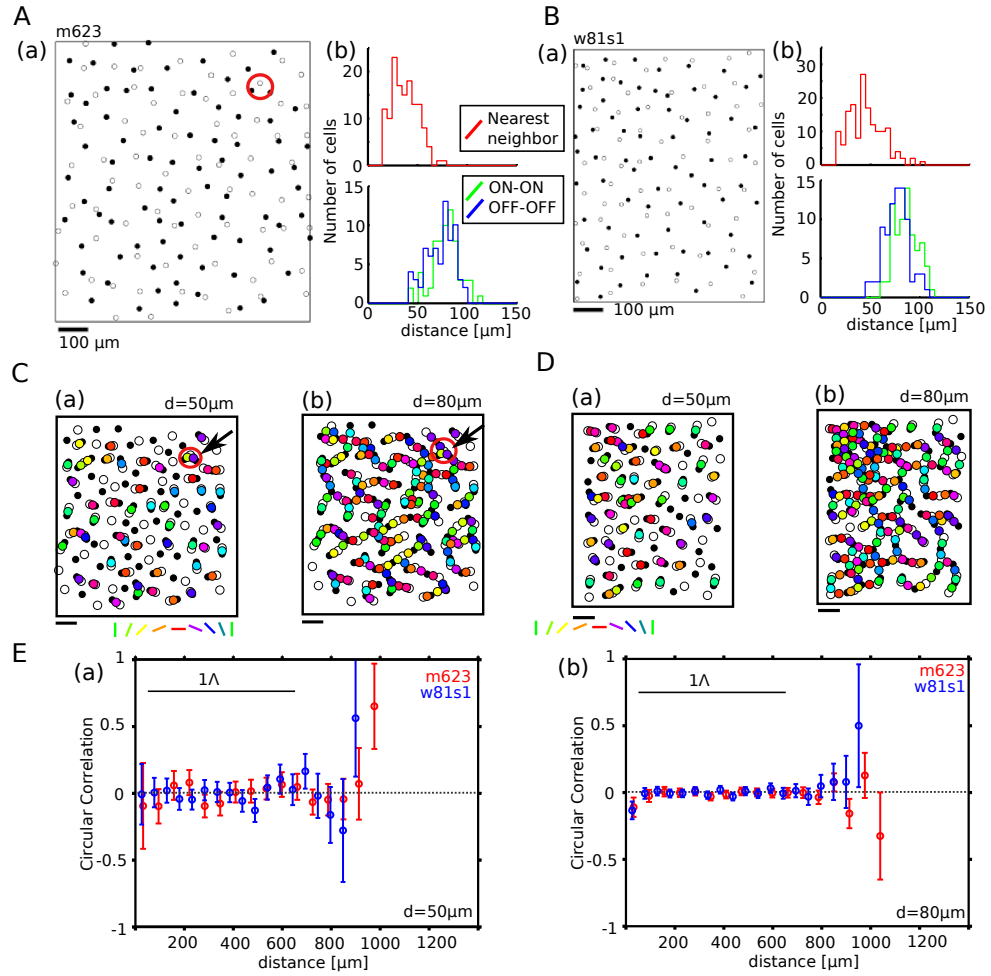 A
m623
(a)
100 µm
(b)
Number of cells
20
10
0
Nearest
neighbor
15
10
5
0
ON-ON
OFF-OFF
0 50 100 150
distance [µm]
B
w81s1
(a)
100 µm
(b)
Number of cells
30
20
10
0
15
10
5
0
0 50 100 150
distance [µm]
C
(a)
d=50µm
(b)
d=80µm
D
(a)
d=50µm
(b)
d=80µm
E
(a)
Circular Correlation
1
0.5
0
-0.5
-1
1Λ
m623
w81s1
d=50µm
200 400 600 800 1000 1200
distance [µm]
(b)
Circular Correlation
1
0.5
0
-0.5
-1
1Λ
m623
w81s1
d=80µm
200 400 600 800 1000 1200
distance [µm]